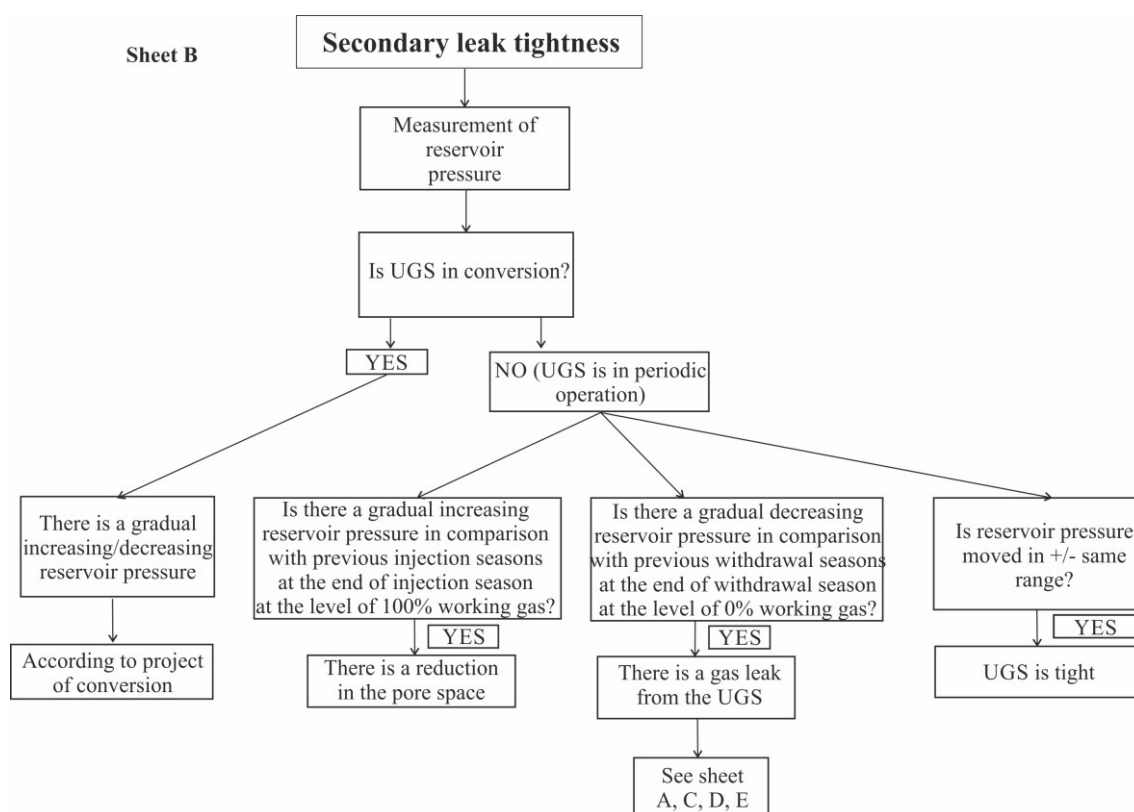 Sheet B
Secondary leak tightness
Measurement of
reservoir
pressure
Is UGS in conversion?
YES
NO (UGS is in periodic
operation)
There is a gradual
increasing/decreasing
reservoir pressure
Is there a gradual increasing
reservoir pressure in comparison
with previous injection seasons
at the end of injection season
at the level of 100% working gas?
Is there a gradual decreasing
reservoir pressure in comparison
with previous withdrawal seasons
at the end of withdrawal season
at the level of 0% working gas?
Is reservoir pressure
moved in +/- same
range?
YES
YES
YES
According to project
of conversion
There is a reduction
in the pore space
There is a gas leak
from the UGS
UGS is tight
See sheet
A, C, D, E